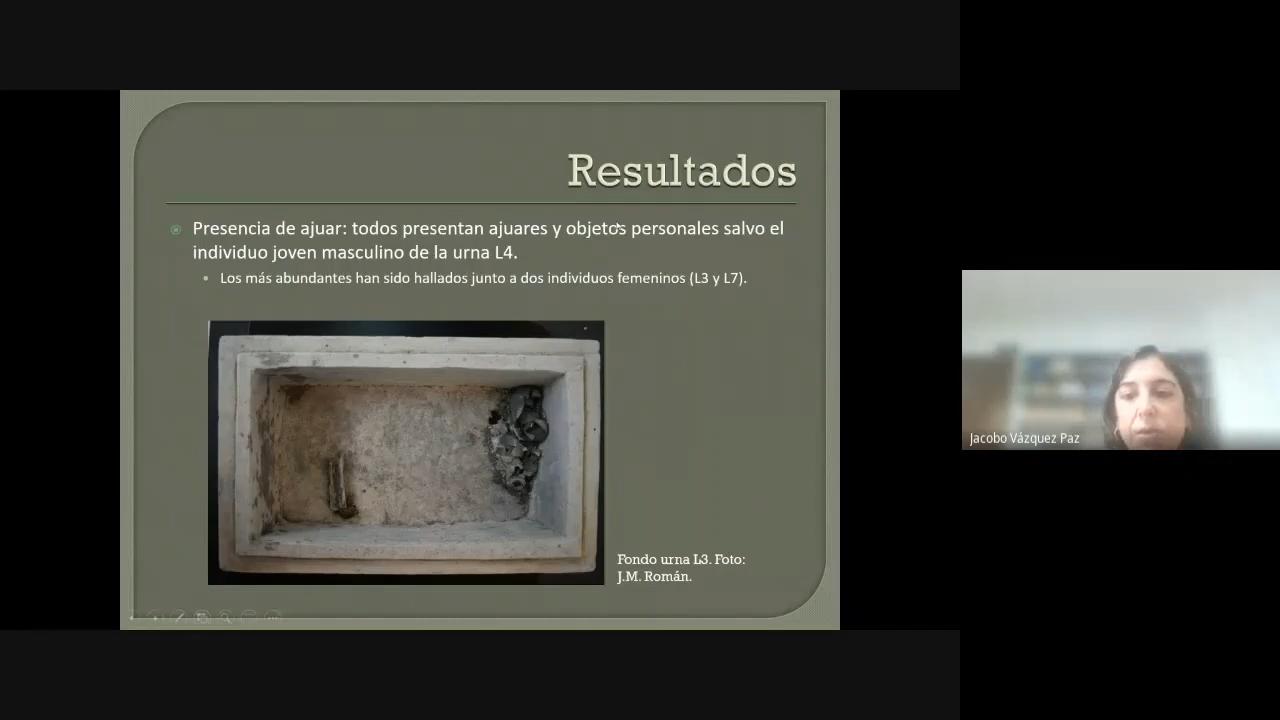 Resultados
Presencia de ajuar: todos presentan ajuares y objetos personales salvo el
individuo joven masculino de la urna L4.
Los más abundantes han sido hallados junto a dos individuos femeninos (L3 y L7).
Fondo urna L3. Foto:
J.M. Román.
Jacobo Vázquez Paz